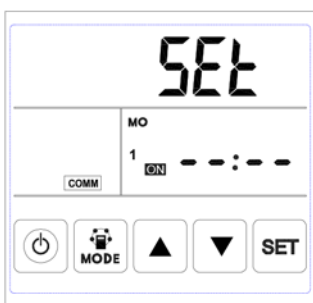 SEt
MO
1 ON --:--
COMM
MODE
SET